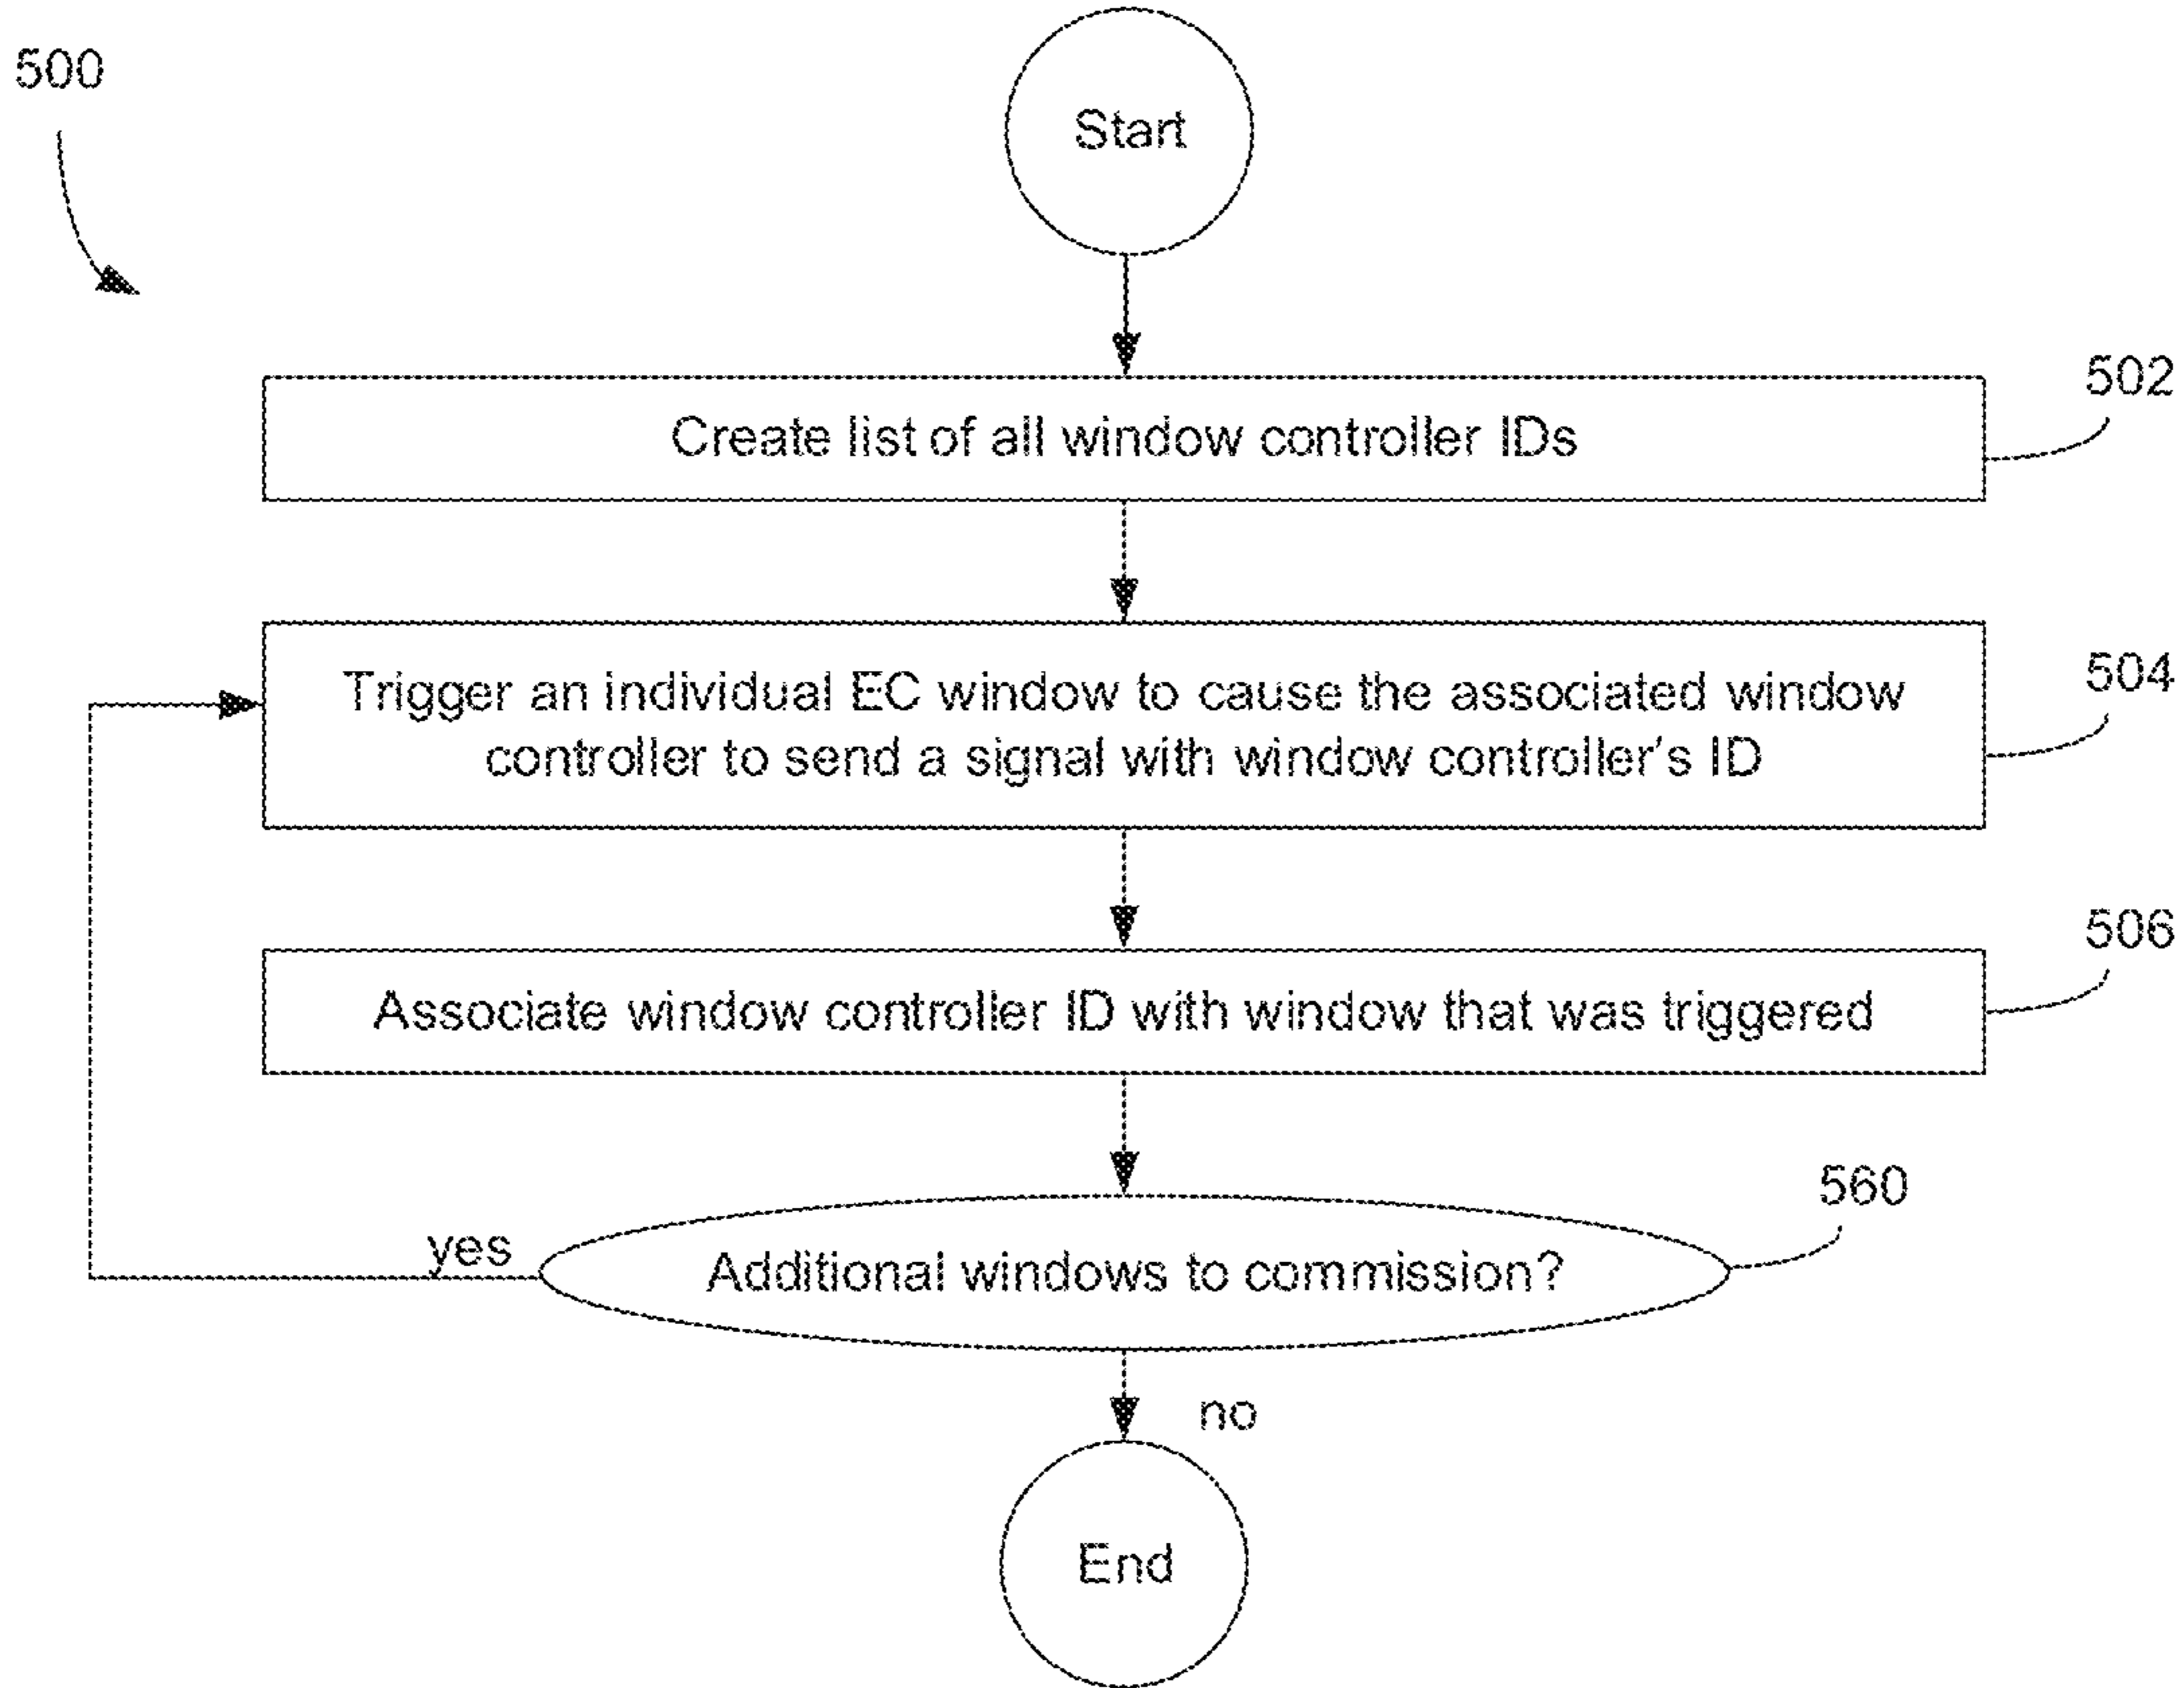 500
Start
502
Create list of all window controller IDs
504
Trigger an individual EC window to cause the associated window
controller to send a signal with window controller's ID
506
Associate window controller ID with window that was triggered
560
yes
Additional windows to commission?
no
End